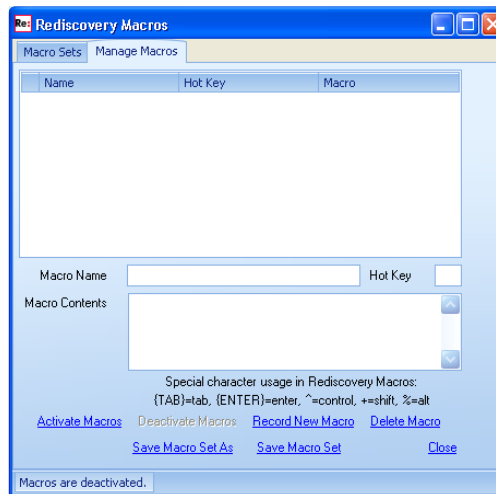 Re: Rediscovery Macros
Macro Sets Manage Macros
Name Hot Key Macro
Macro Name Hot Key
Macro Contents
Special character usage in Rediscovery Macros:
{TAB}=tab, {ENTER}=enter, ^=control, +=shift, %=alt
Activate Macros Deactivate Macros Record New Macro Delete Macro
Save Macro Set As Save Macro Set Close
Macros are deactivated.